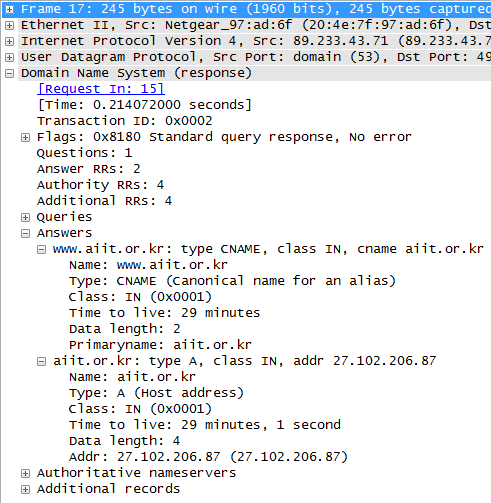 Frame 17: 245 bytes on wire (1960 bits), 245 bytes captured
Ethernet II, Src: Netgear_97:ad:6f (20:4e:7f:97:ad:6f), Dst
Internet Protocol Version 4, Src: 89.233.43.71 (89.233.43.7
User Datagram Protocol, Src Port: domain (53), Dst Port: 49
Domain Name System (response)
[Request In: 15]
[Time: 0.214072000 seconds]
Transaction ID: 0x0002
Flags: 0x8180 Standard query response, No error
Questions: 1
Answer RRs: 2
Authority RRs: 4
Additional RRs: 4
Queries
Answers
www.aiit.or.kr: type CNAME, class IN, cname aiit.or.kr
Name: www.aiit.or.kr
Type: CNAME (Canonical name for an alias)
Class: IN (0x0001)
Time to live: 29 minutes
Data length: 2
Primaryname: aiit.or.kr
aiit.or.kr: type A, class IN, addr 27.102.206.87
Name: aiit.or.kr
Type: A (Host address)
Class: IN (0x0001)
Time to live: 29 minutes, 1 second
Data length: 4
Addr: 27.102.206.87 (27.102.206.87)
Authoritative nameservers
Additional records